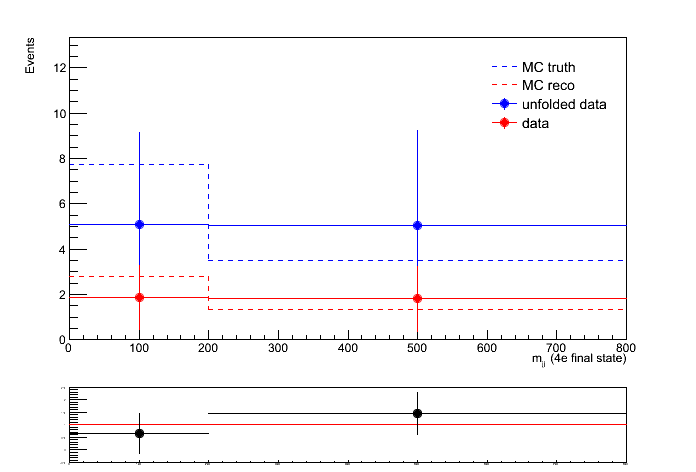 Events
MC truth
MC reco
unfolded data
data
12
10
8
6
4
2
0
0 100 200 300 400 500 600 700 800
m_jj (4e final state)